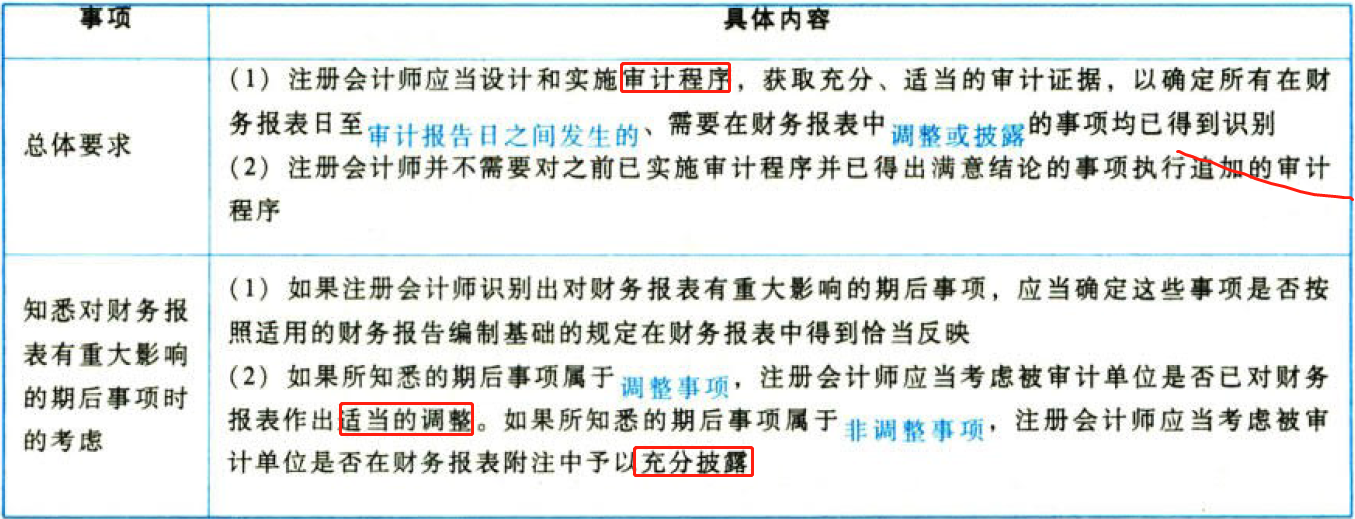 事项
具体内容
总体要求
(1) 注册会计师应当设计和实施审计程序，获取充分、适当的审计证据，以确定所有在财
务报表日至审计报告日之间发生的、需要在财务报表中调整或披露的事项均已得到识别
(2) 注册会计师并不需要对之前已实施审计程序并已得出满意结论的事项执行追加的审计
程序
知悉对财务报
表有重大影响
的期后事项时
的考虑
(1) 如果注册会计师识别出对财务报表有重大影响的期后事项，应当确定这些事项是否按
照适用的财务报告编制基础的规定在财务报表中得到恰当反映
(2) 如果所知悉的期后事项属于调整事项，注册会计师应当考虑被审计单位是否已对财务
报表作出适当的调整。如果所知悉的期后事项属于非调整事项，注册会计师应当考虑被审
计单位是否在财务报表附注中予以充分披露